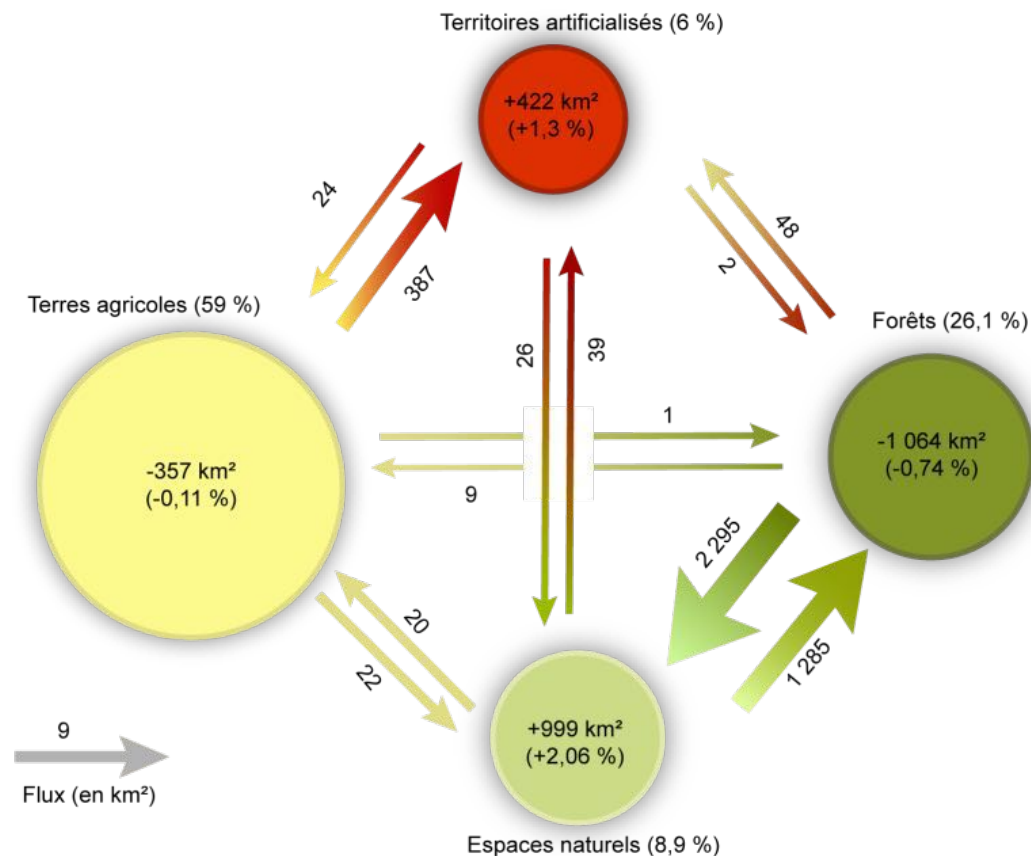 Territoires artificialisés (6 %)
+422 km²
(+1,3 %)
24
387
48
2
Terres agricoles (59 %)
Forêts (26,1 %)
26
39
1
-357 km²
(-0,11 %)
-1 064 km²
(-0,74 %)
9
2 295
1 285
20
22
+999 km²
(+2,06 %)
9
Flux (en km²)
Espaces naturels (8,9 %)